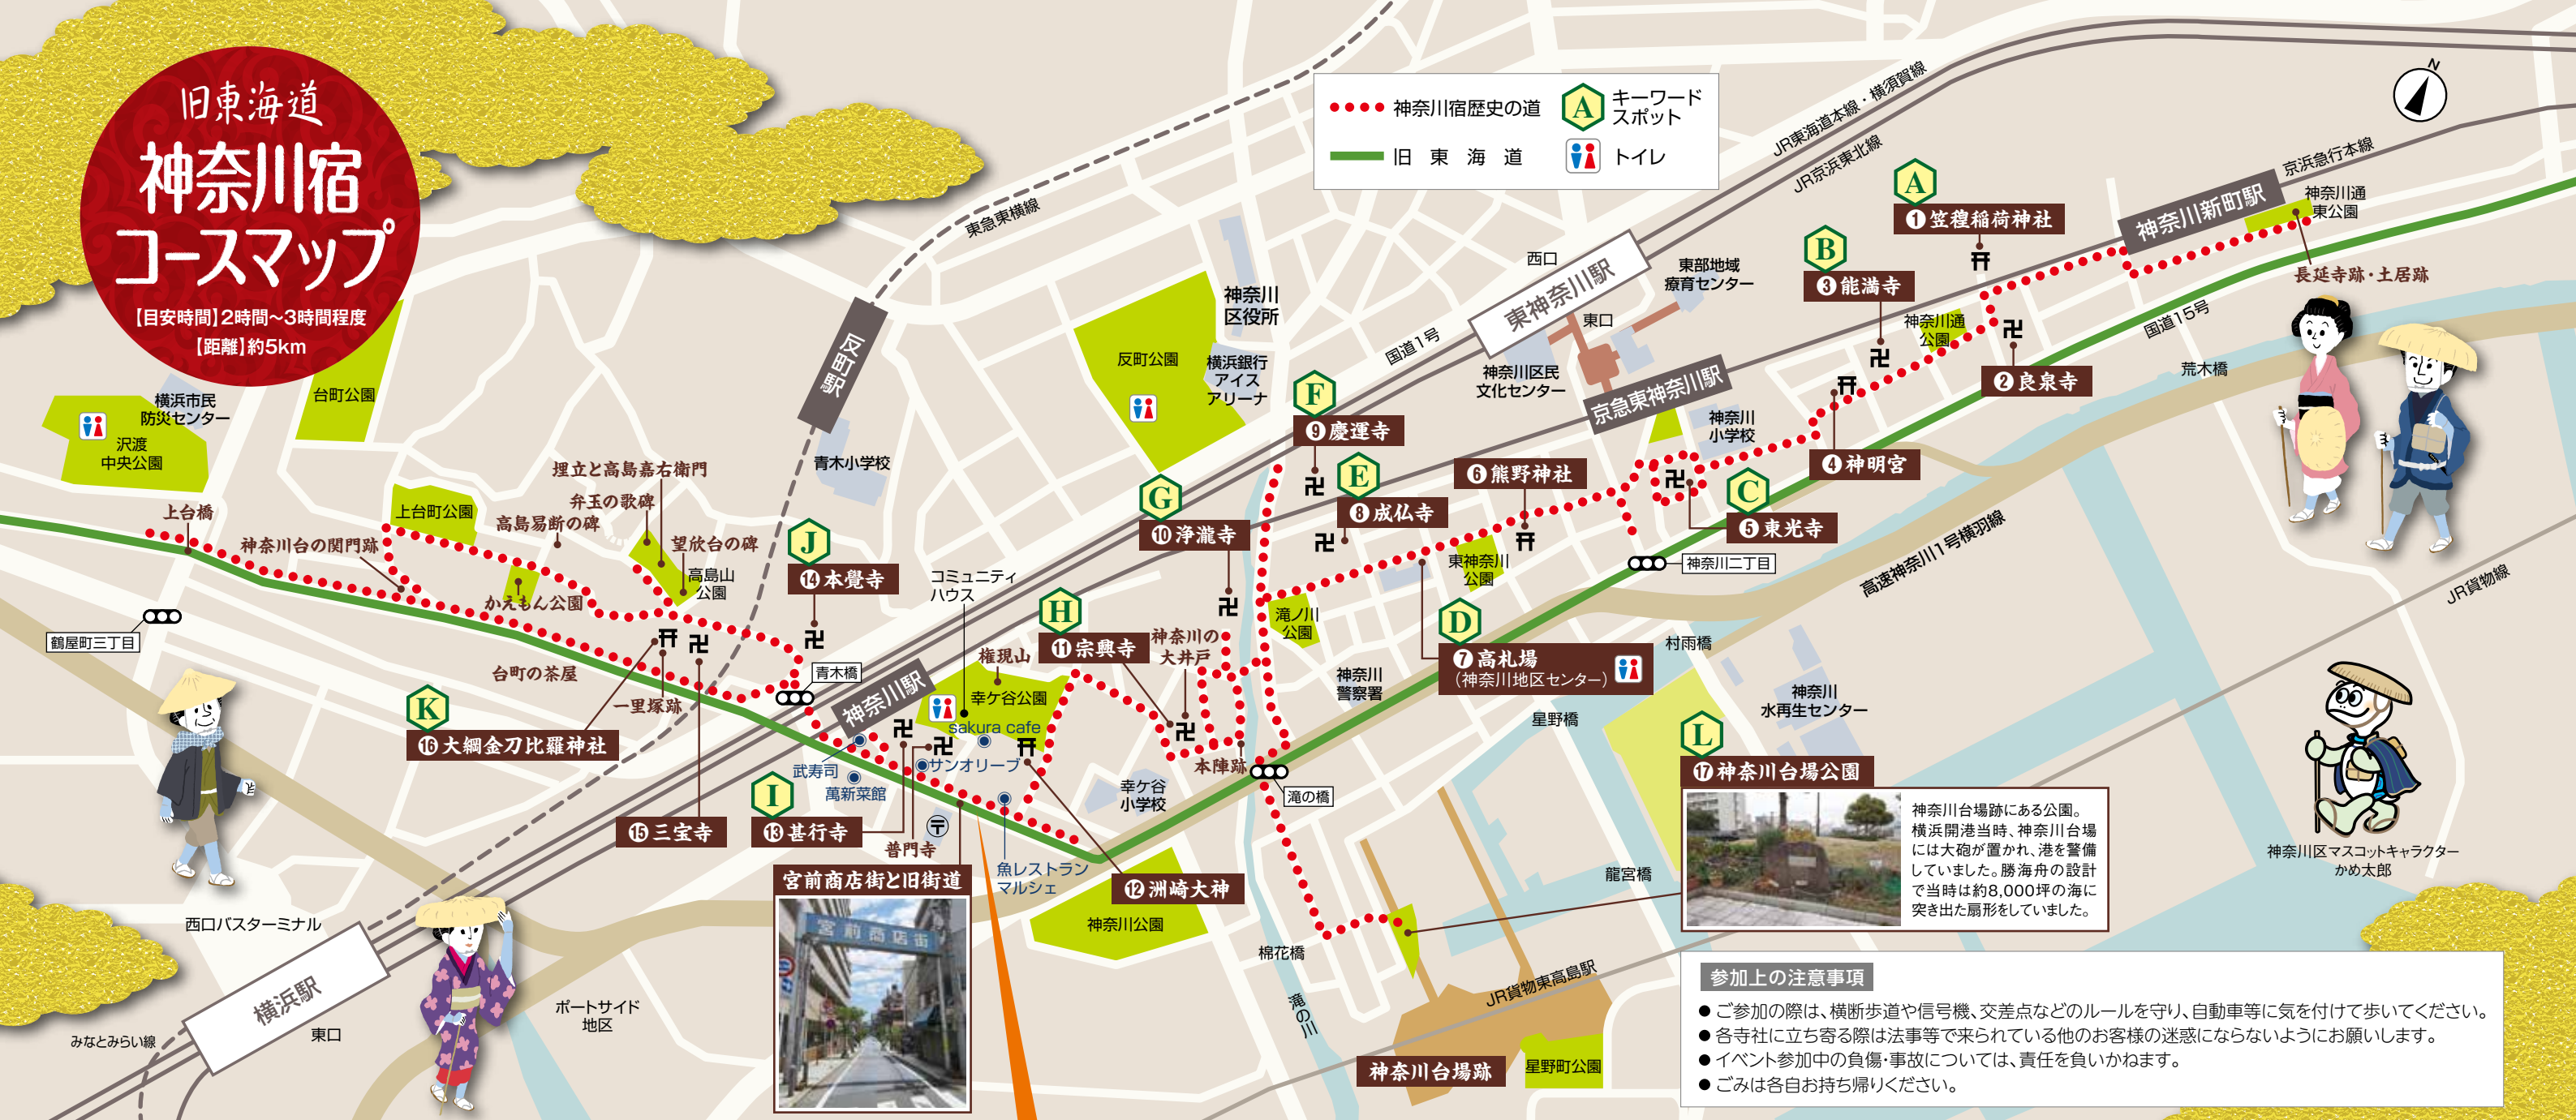 旧東海道
神奈川宿
コースマップ
【目安時間】2時間～3時間程度
【距離】約5km
神奈川宿歴史の道
A
キーワード
スポット
旧東海道
トイレ
N
JR東海道本線・横須賀線
JR京浜東北線
京浜急行本線
神奈川新町駅
神奈川通
東公園
長延寺跡・土居跡
国道15号
荒木橋
A
❶笠䅣稲荷神社
B
❸能満寺
神奈川通
公園
❷良泉寺
❹神明宮
東急東横線
西口
東神奈川駅
東口
東部地域
療育センター
神奈川
区役所
国道1号
神奈川区民
文化センター
京急東神奈川駅
神奈川
小学校
反町公園
横浜銀行
アイス
アリーナ
反町駅
青木小学校
台町公園
横浜市民
防災センター
沢渡
中央公園
F
❾慶運寺
E
❽成仏寺
❻熊野神社
C
❺東光寺
G
❿浄瀧寺
東神奈川
公園
神奈川二丁目
高速神奈川1号横羽線
JR貨物線
上台橋
神奈川台の関門跡
上台町公園
高島易断の碑
埋立と高島嘉右衛門
弁玉の歌碑
望欣台の碑
高島山
公園
かえもん公園
J
⓮本覺寺
コミュニティ
ハウス
H
⓫宗興寺
神奈川の
大井戸
滝ノ川
公園
D
❼高札場
（神奈川地区センター）
村雨橋
鶴屋町三丁目
台町の茶屋
一里塚跡
青木橋
神奈川駅
権現山
幸ケ谷公園
sakura cafe
サンオリーブ
武寿司
萬新菜館
神奈川
警察署
星野橋
神奈川
水再生センター
K
⓰大綱金刀比羅神社
⓯三宝寺
I
⓭甚行寺
普門寺
本陣跡
幸ケ谷
小学校
滝の橋
魚レストラン
マルシェ
⓬洲崎大神
宮前商店街と旧街道
宮前商店街
神奈川公園
L
⓱神奈川台場公園
神奈川台場跡にある公園。
横浜開港当時、神奈川台場
には大砲が置かれ、港を警備
していました。勝海舟の設計
で当時は約8,000坪の海に
突き出た扇形をしていました。
龍宮橋
棉花橋
滝の川
JR貨物東高島駅
神奈川台場跡
星野町公園
神奈川区マスコットキャラクター
かめ太郎
西口バスターミナル
横浜駅
東口
みなとみらい線
ポートサイド
地区
参加上の注意事項
●ご参加の際は、横断歩道や信号機、交差点などのルールを守り、自動車等に気を付けて歩いてください。
●各寺社に立ち寄る際は法事等で来られている他のお客様の迷惑にならないようにお願いします。
●イベント参加中の負傷・事故については、責任を負いかねます。
●ごみは各自お持ち帰りください。